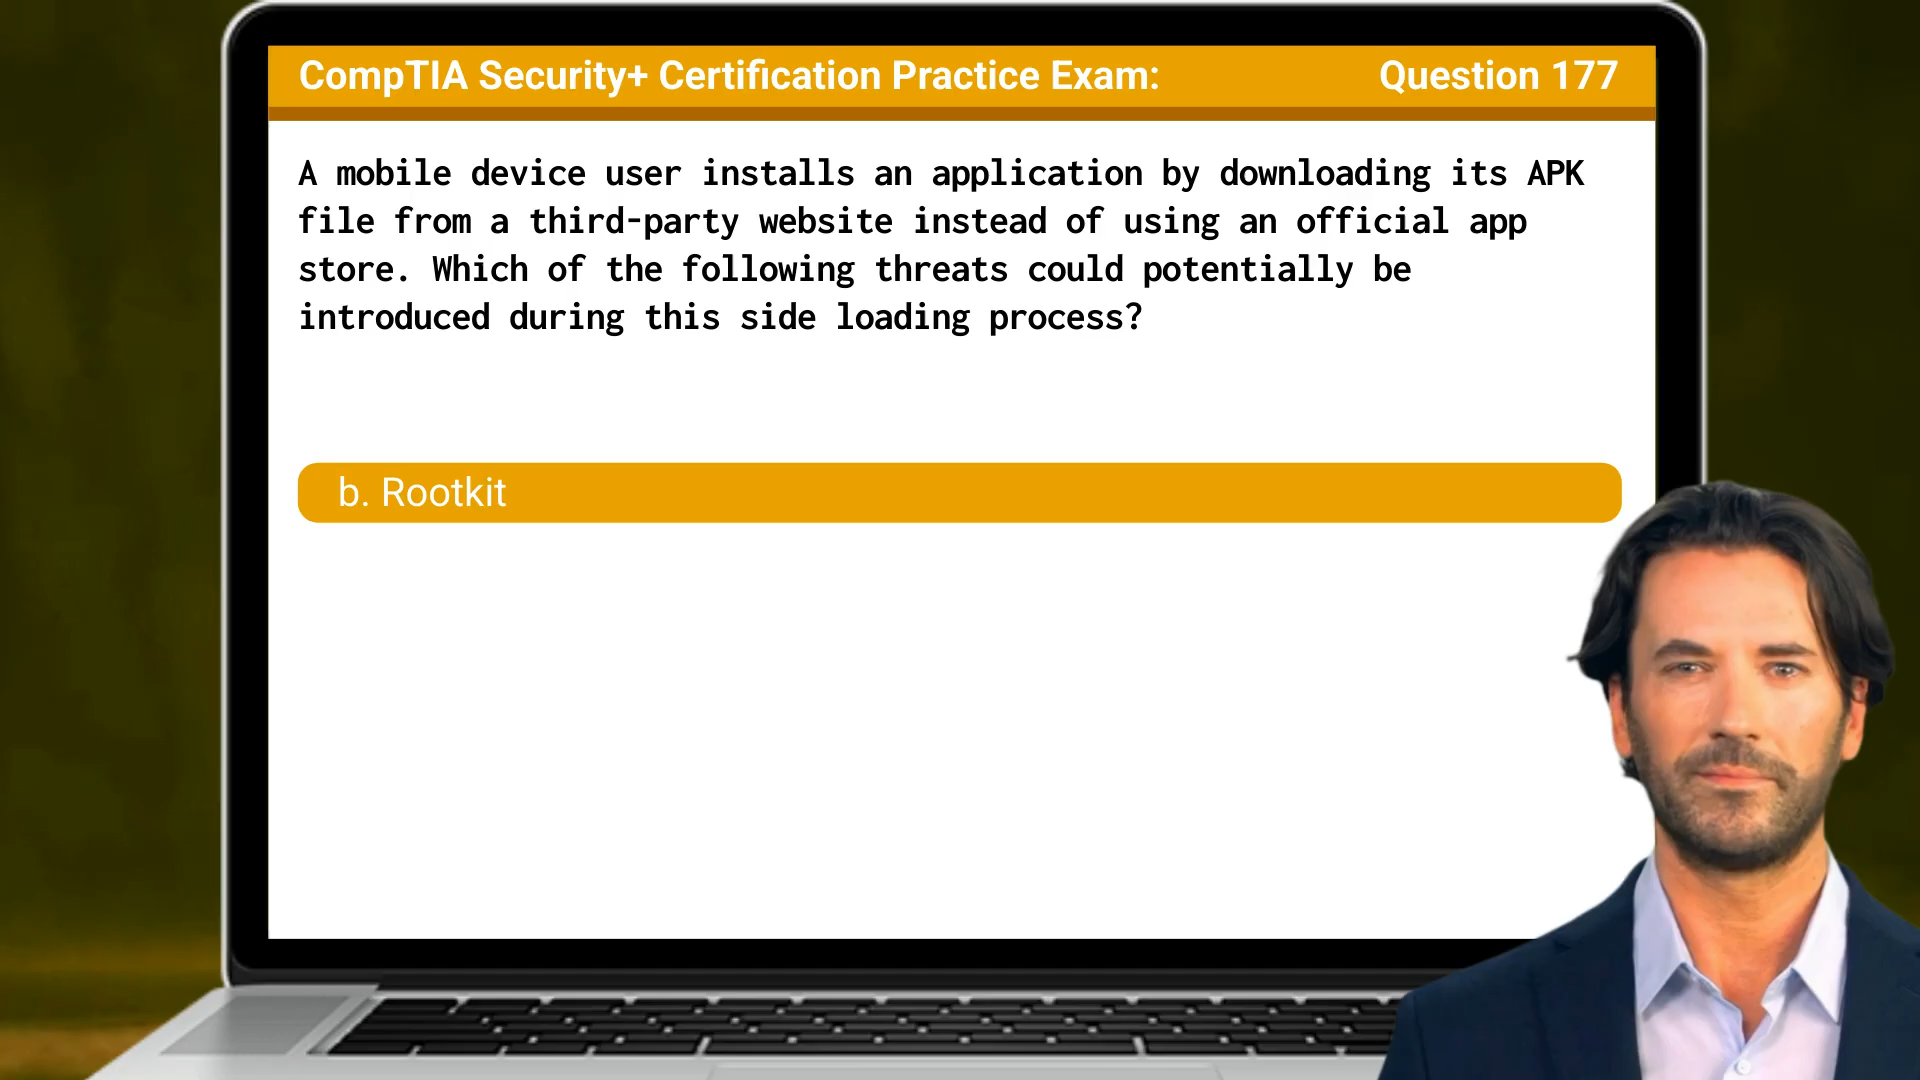 CompTIA Security+ Certification Practice Exam: Question 177
A mobile device user installs an application by downloading its APK
file from a third-party website instead of using an official app
store. Which of the following threats could potentially be
introduced during this side loading process?
b. Rootkit